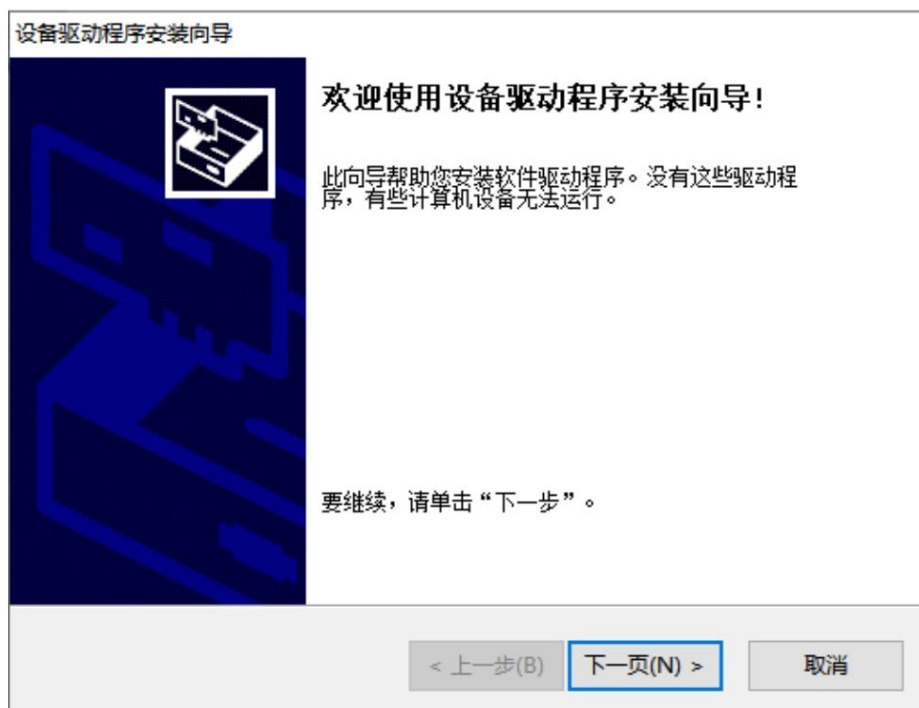 设备驱动程序安装向导
欢迎使用设备驱动程序安装向导!
此向导帮助您安装软件驱动程序。没有这些驱动程
序，有些计算机设备无法运行。
要继续，请单击“下一步”。
< 上一步(B)
下一页(N) >
取消